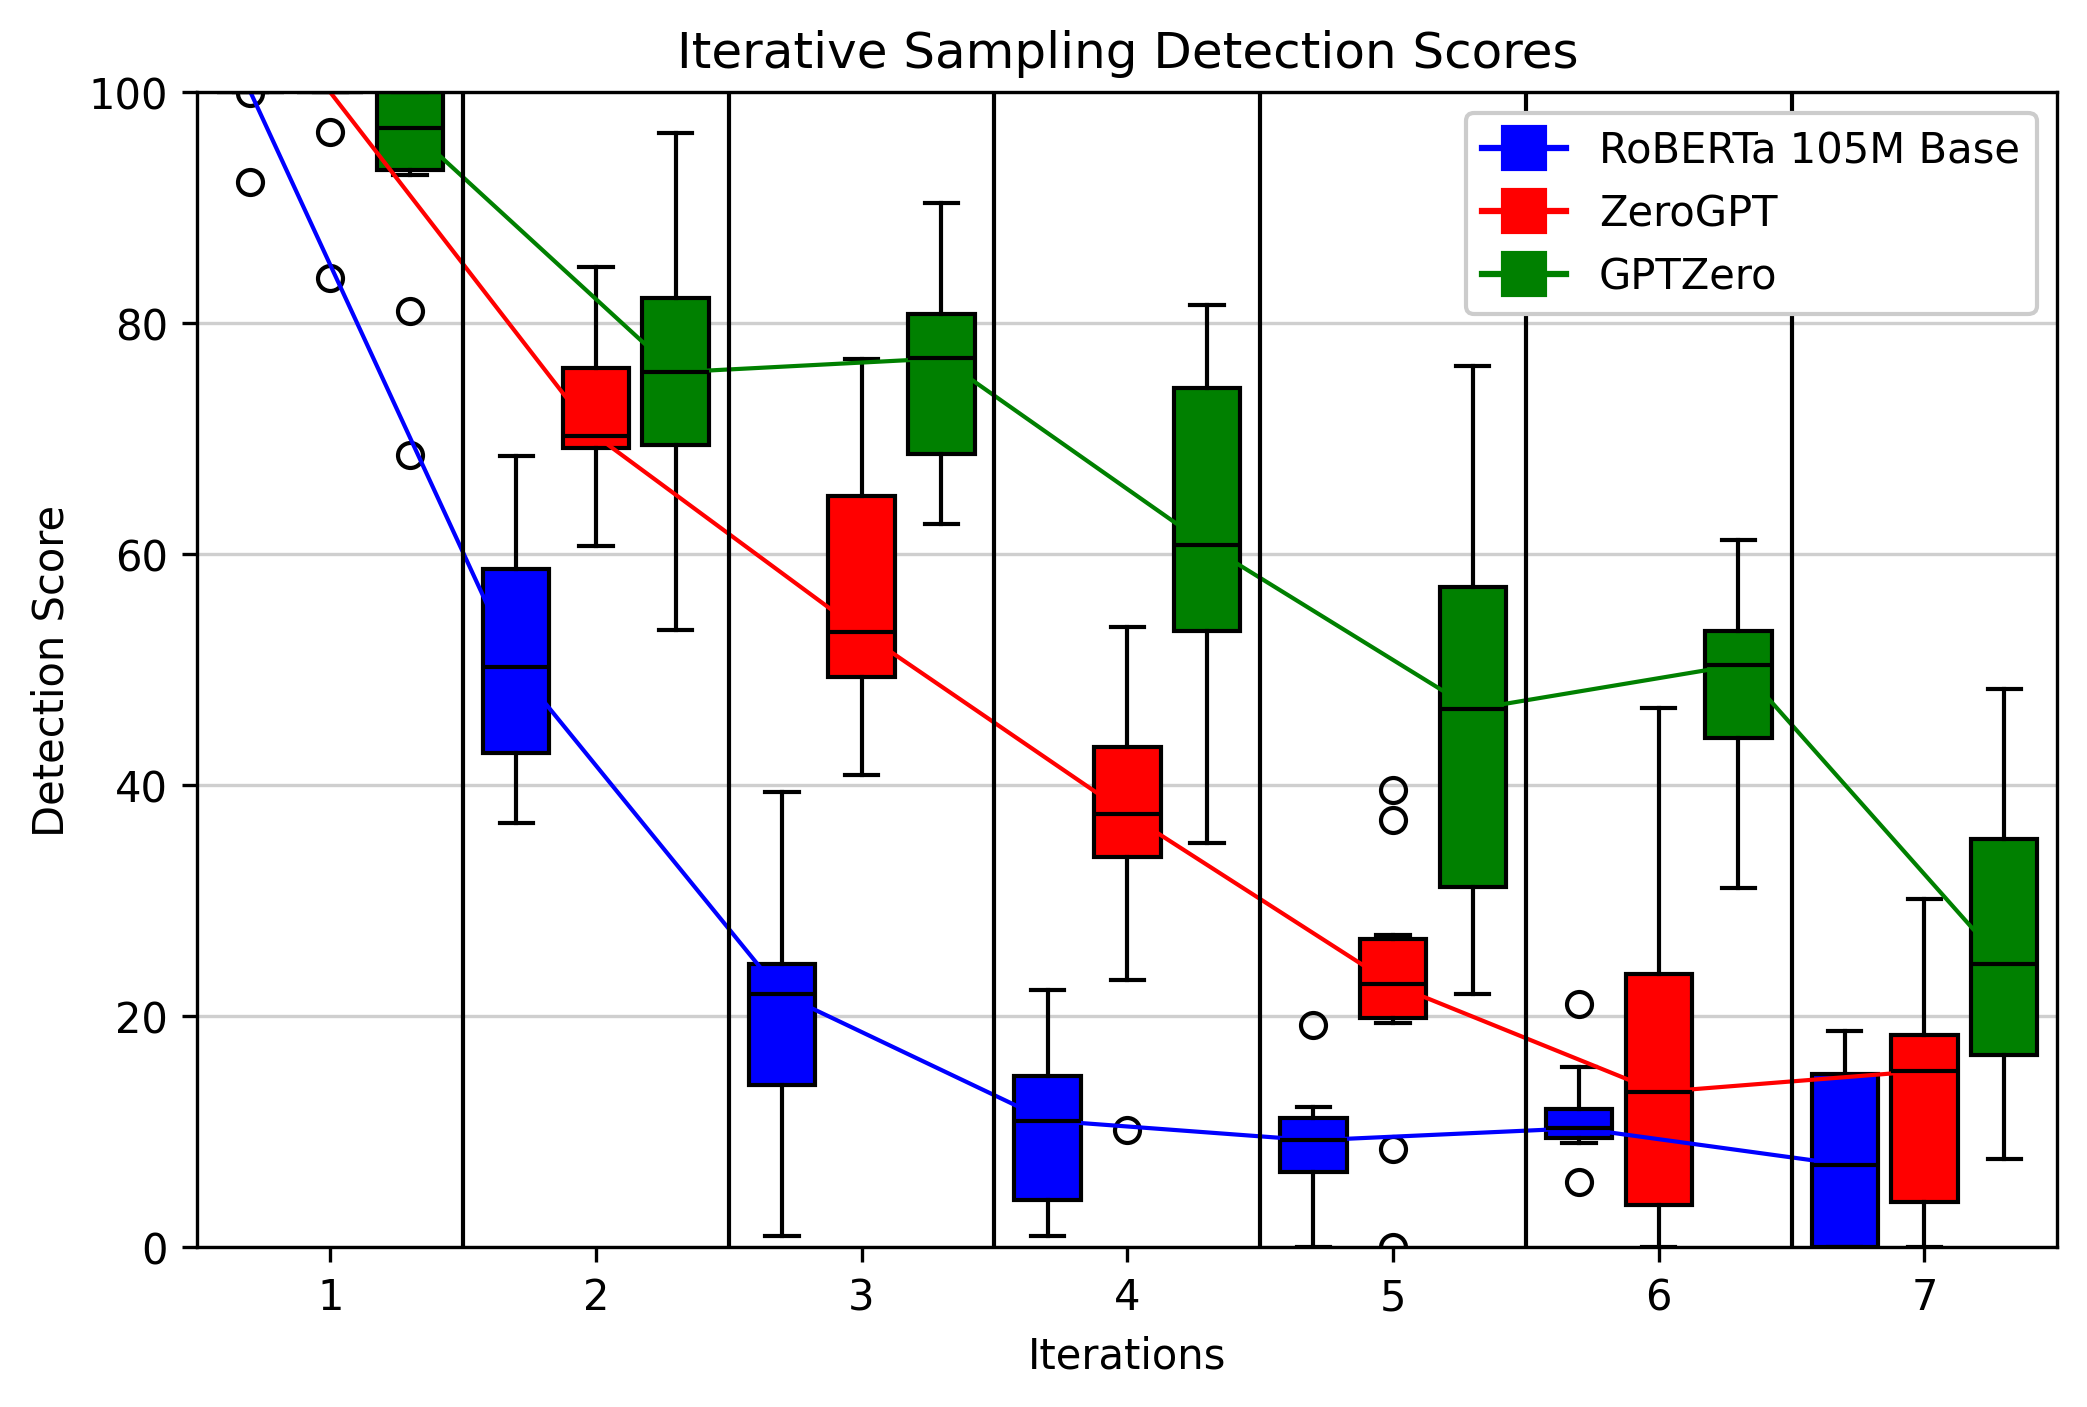 Iterative Sampling Detection Scores
100
80
60
40
20
0
Detection Score
RoBERTa 105M Base
ZeroGPT
GPTZero
1 2 3 4 5 6 7
Iterations